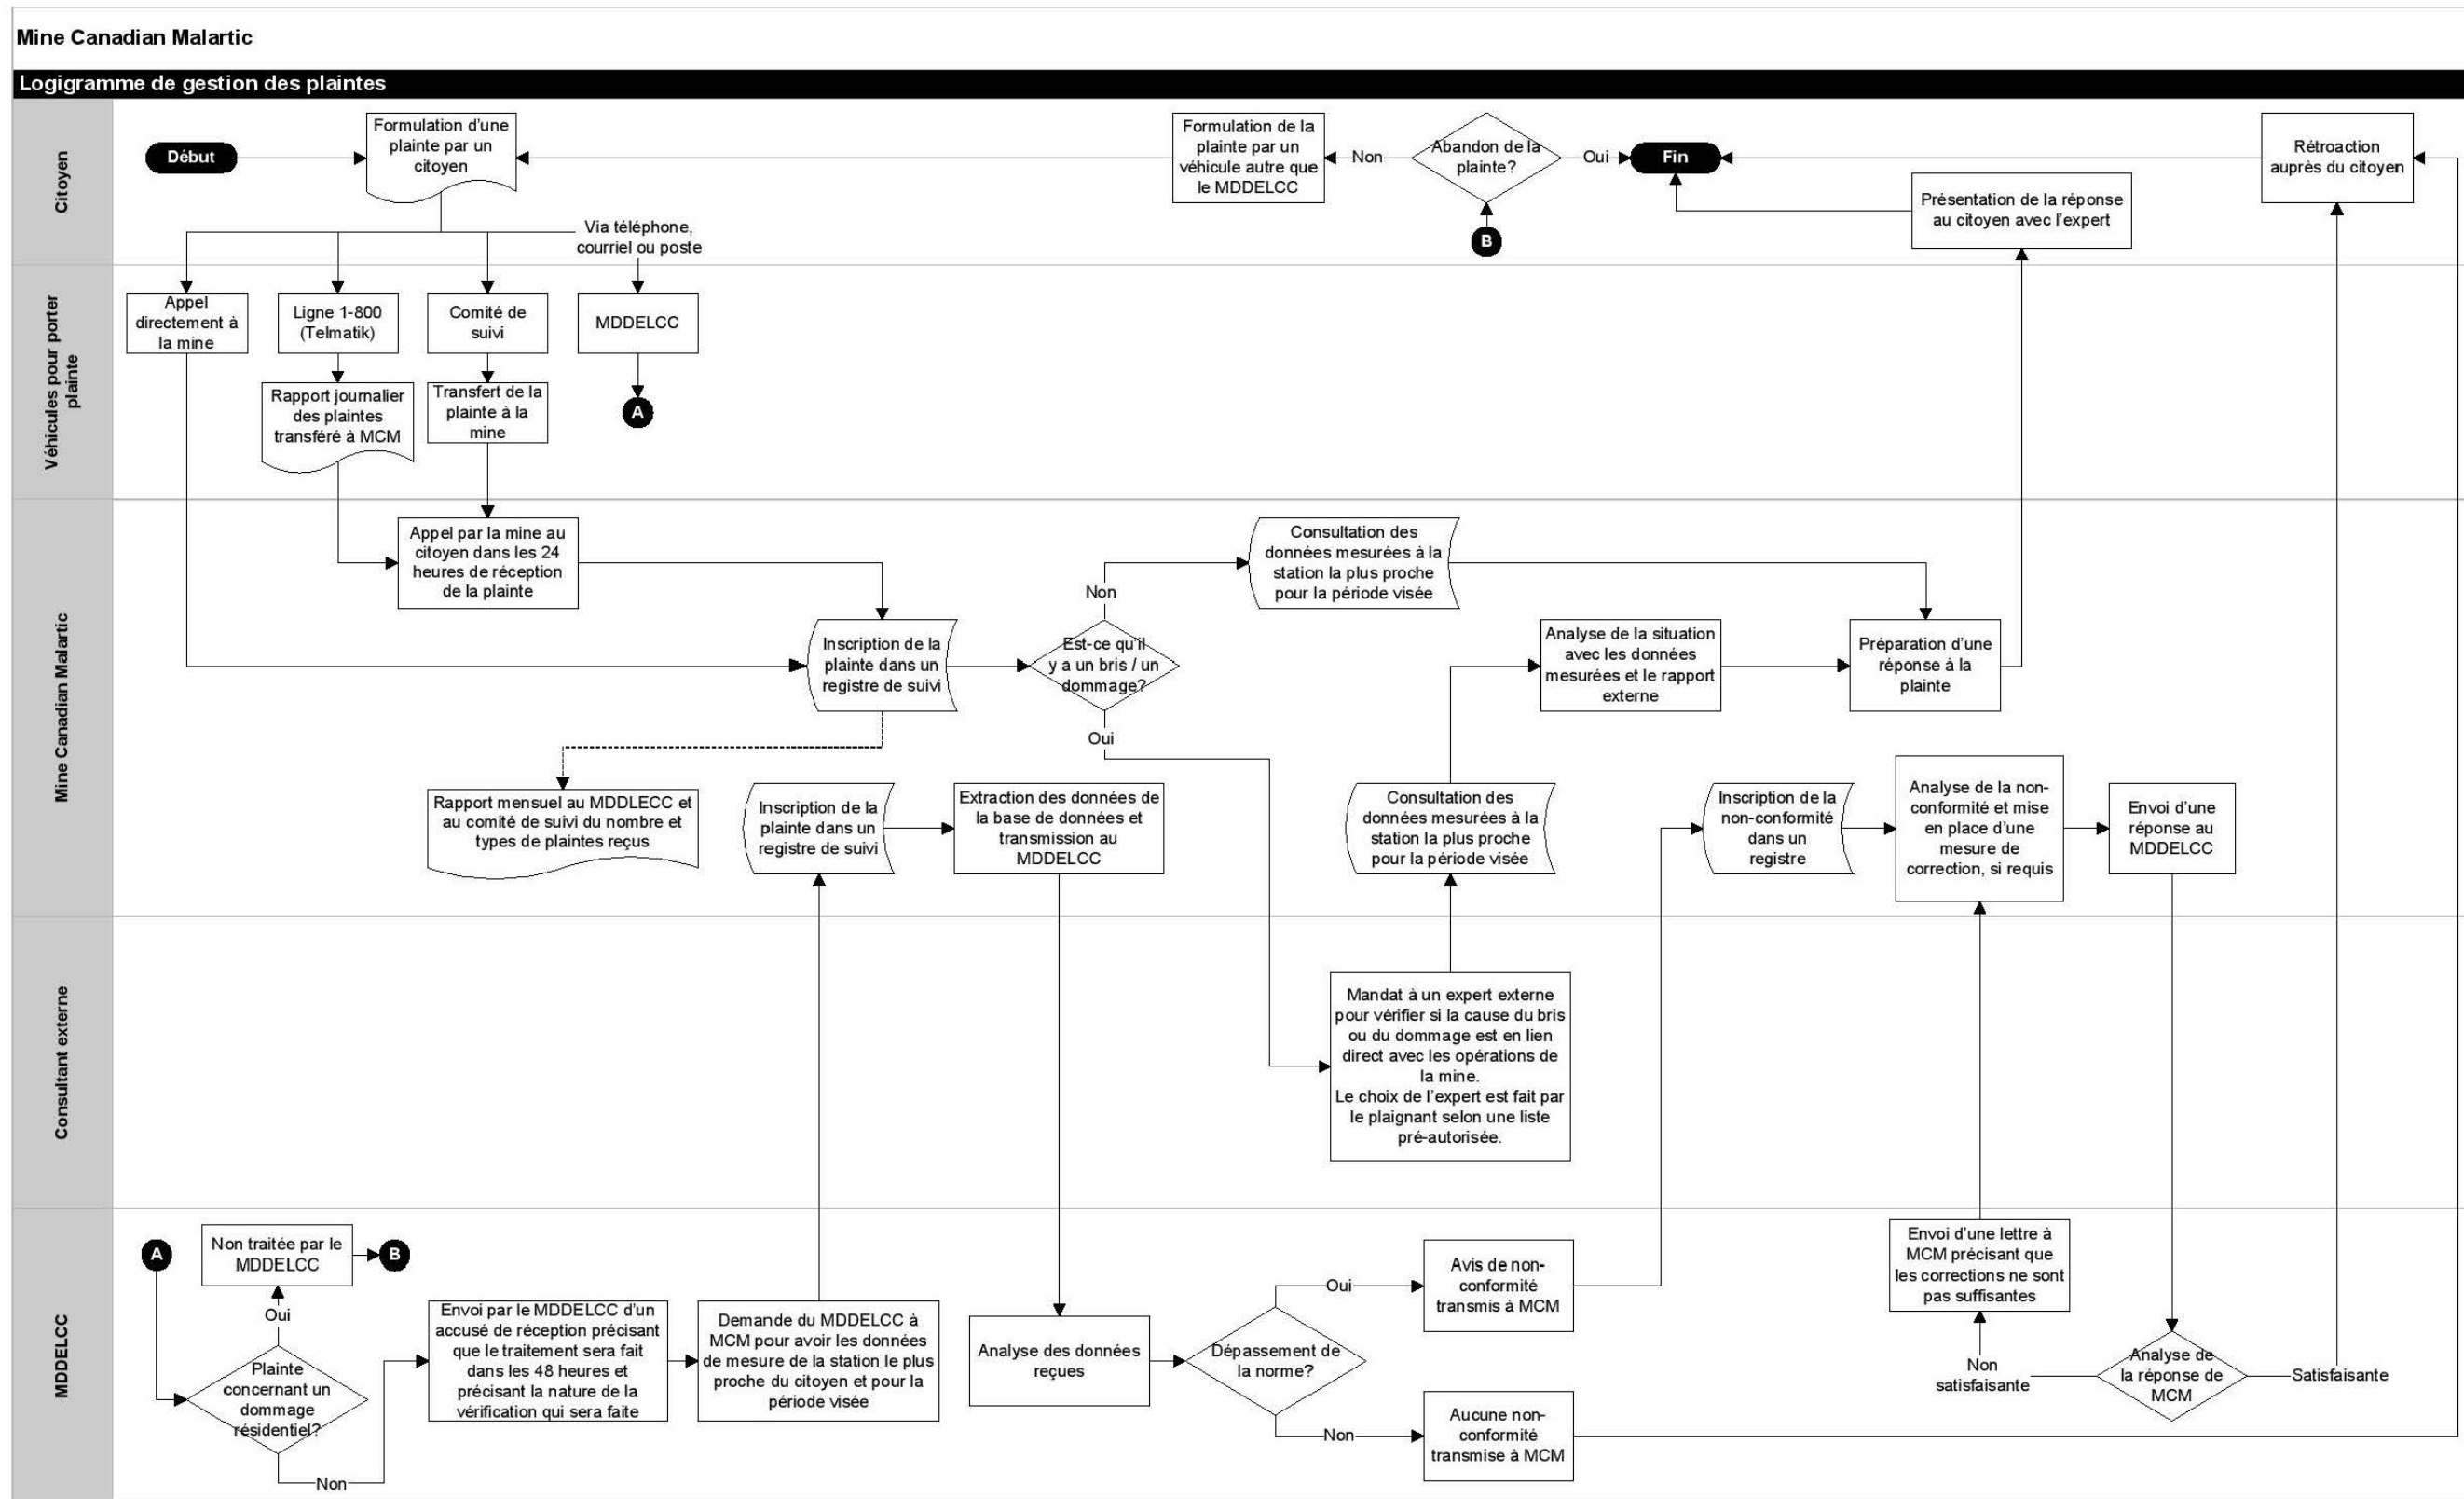 Mine Canadian Malartic
Logigramme de gestion des plaintes
Citoyen
Début
Formulation d'une
plainte par un
citoyen
Formulation de la
plainte par un
véhicule autre que
le MDDELCC
Non
Abandon de la
plainte?
Oui
Fin
Rétroaction
auprès du citoyen
Présentation de la réponse
au citoyen avec l'expert
Via téléphone,
courriel ou poste
B
Véhicules pour porter
plainte
Appel
directement à
la mine
Ligne 1-800
(Telmatik)
Comité de
suivi
MDDELCC
Rapport journalier
des plaintes
transféré à MCM
Transfert de la
plainte à la
mine
A
Mine Canadian Malartic
Appel par la mine au
citoyen dans les 24
heures de réception
de la plainte
Consultation des
données mesurées à la
station la plus proche
pour la période visée
Non
Inscription de la
plainte dans un
registre de suivi
Est-ce qu'il
y a un bris / un
dommage?
Analyse de la situation
avec les données
mesurées et le rapport
externe
Préparation d'une
réponse à la
plainte
Oui
Rapport mensuel au MDDLECC et
au comité de suivi du nombre et
types de plaintes reçus
Inscription de la
plainte dans un
registre de suivi
Extraction des données de
la base de données et
transmission au
MDDELCC
Consultation des
données mesurées à la
station la plus proche
pour la période visée
Inscription de la
non-conformité
dans un
registre
Analyse de la non-
conformité et mise
en place d'une
mesure de
correction, si requis
Envoi d'une
réponse au
MDDELCC
Consultant externe
Mandat à un expert externe
pour vérifier si la cause du bris
ou du dommage est en lien
direct avec les opérations de
la mine.
Le choix de l'expert est fait par
le plaignant selon une liste
pré-autorisée.
MDDELCC
A
Non traitée par le
MDDELCC
B
Oui
Plainte
concernant un
dommage
résidentiel?
Non
Envoi par le MDDELCC d'un
accusé de réception précisant
que le traitement sera fait
dans les 48 heures et
précisant la nature de la
vérification qui sera faite
Demande du MDDELCC à
MCM pour avoir les données
de mesure de la station le plus
proche du citoyen et pour la
période visée
Analyse des données
reçues
Dépassement de
la norme?
Oui
Avis de non-
conformité
transmis à MCM
Non
Aucune non-
conformité
transmise à MCM
Envoi d'une lettre à
MCM précisant que
les corrections ne sont
pas suffisantes
Non
satisfaisante
Analyse de
la réponse de
MCM
Satisfaisante